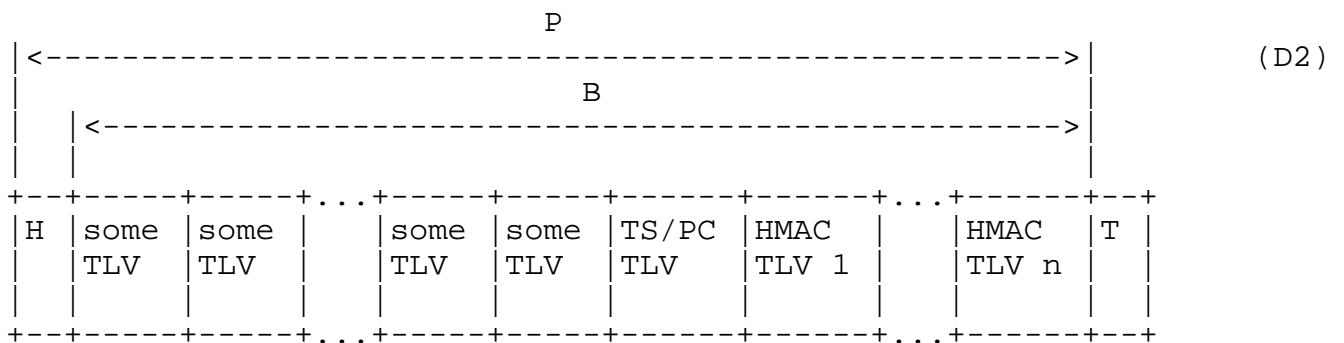 P
|<----------------------------------------------------->|        (D2)
|                             B                         |
|  |<-------------------------------------------------->|
|  |                                                    |
+--+-----+-----+...+-----+-----+------+------+...+------+--+
|H |some |some |   |some |some |TS/PC |HMAC  |   |HMAC  |T |
|  |TLV  |TLV  |   |TLV  |TLV  |TLV   |TLV 1 |   |TLV n |  |
|  |     |     |   |     |     |      |      |   |      |  |
+--+-----+-----+...+-----+-----+------+------+...+------+--+